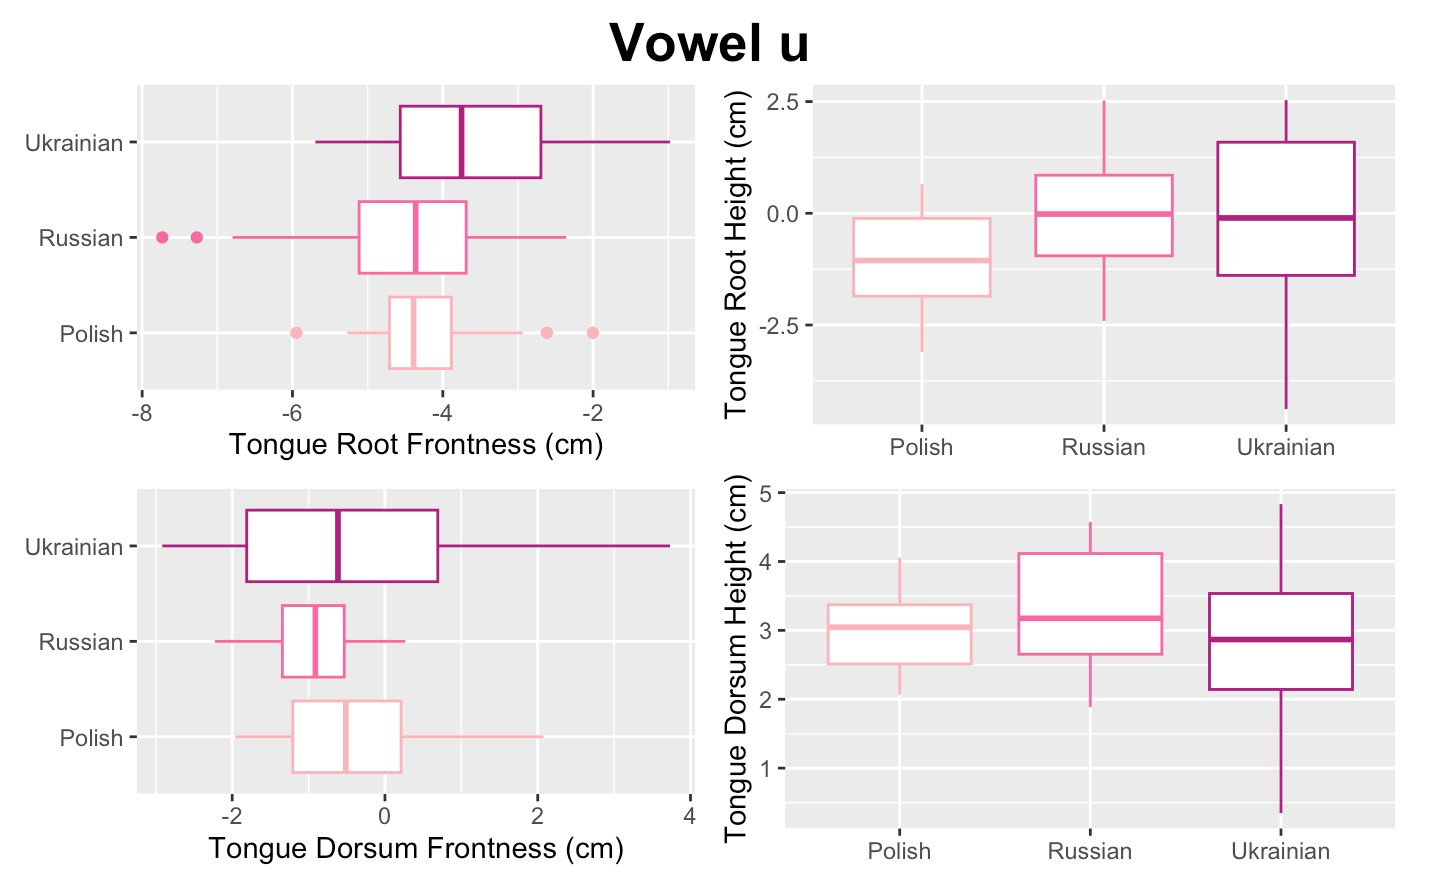 Vowel u
Ukrainian
Russian
Polish
-8 -6 -4 -2
Tongue Root Frontness (cm)
Tongue Root Height (cm)
2.5
0.0
-2.5
Polish Russian Ukrainian
Ukrainian
Russian
Polish
-2 0 2 4
Tongue Dorsum Frontness (cm)
Tongue Dorsum Height (cm)
5
4
3
2
1
Polish Russian Ukrainian